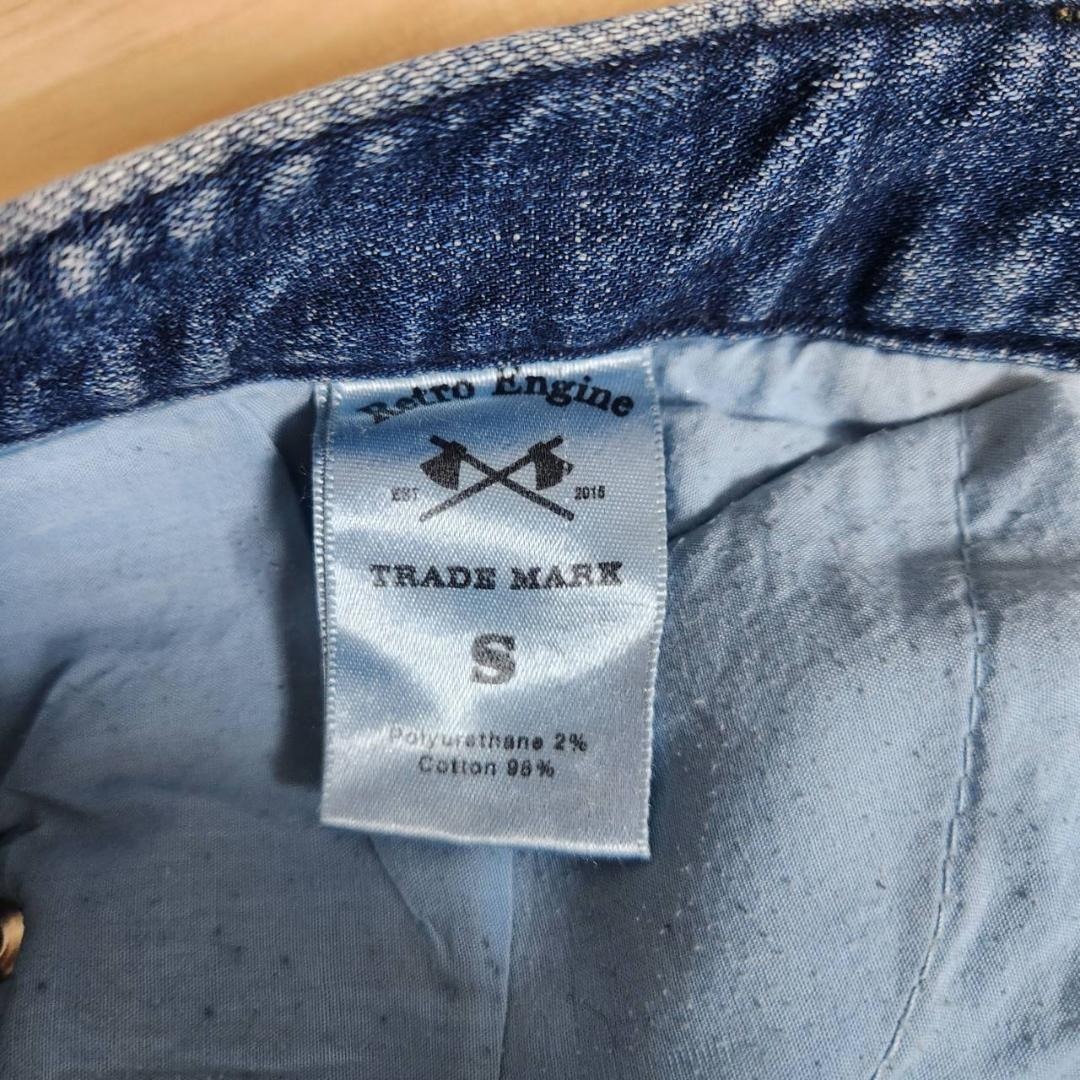 Retro Engine
EST 2015
TRADE MARK
S
Polyurethane 2%
Cotton 98%